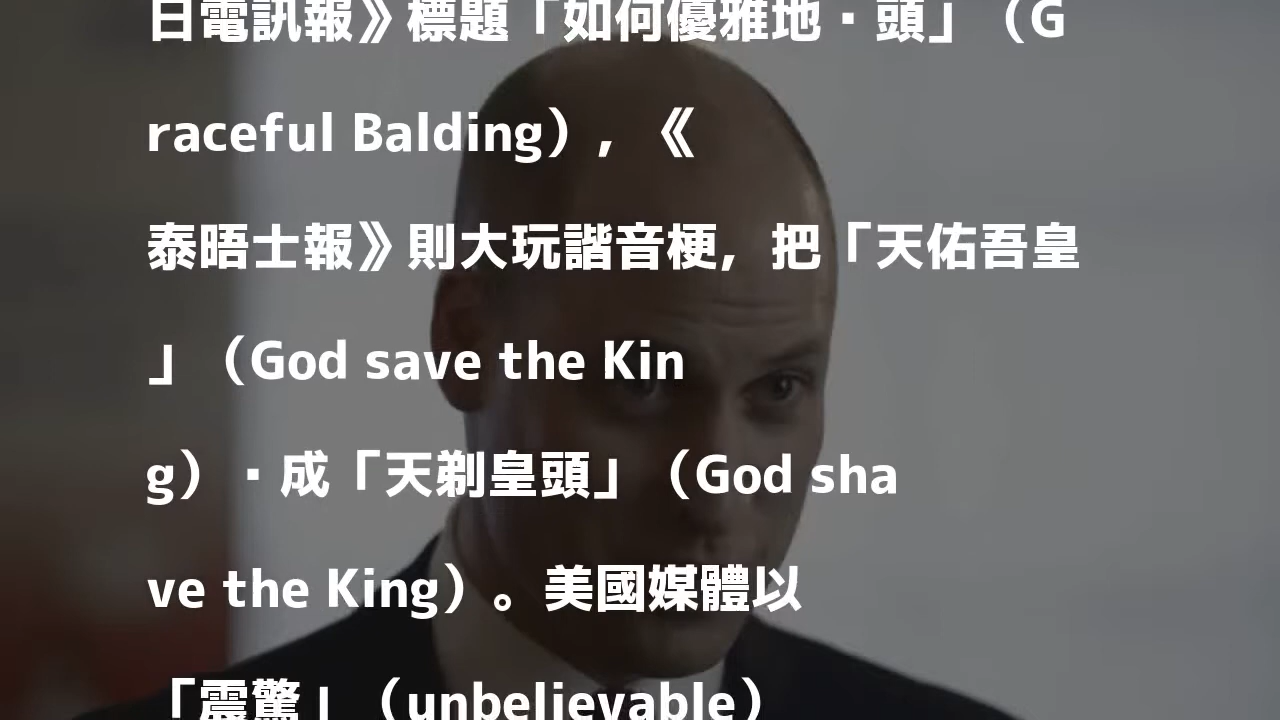 日電訊報》標題「如何優雅地・頭」（G
raceful Balding），《
泰晤士報》則大玩諧音梗，把「天佑吾皇
」（God save the Kin
g）・成「天剃皇頭」（God sha
ve the King）。美國媒體以
「震驚」（unbelievable）